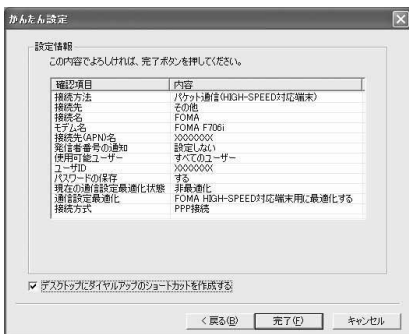 かんたん設定
設定情報
この内容でよろしければ、完了ボタンを押してください。
確認項目 内容
接続方法 パケット通信(HIGH-SPEED対応端末)
接続先 その他
接続名 FOMA
モデム名 FOMA F706i
接続先(APN)名 XXXXXXX
発信者番号の通知 設定しない
使用可能ユーザー すべてのユーザー
ユーザID XXXXXXX
パスワードの保存 する
現在の通信設定最適化状態 非最適化
通信設定最適化 FOMA HIGH-SPEED対応端末用に最適化する
接続方式 PPP接続
デスクトップにダイヤルアップのショートカットを作成する
< 戻る(B) 完了(F) キャンセル